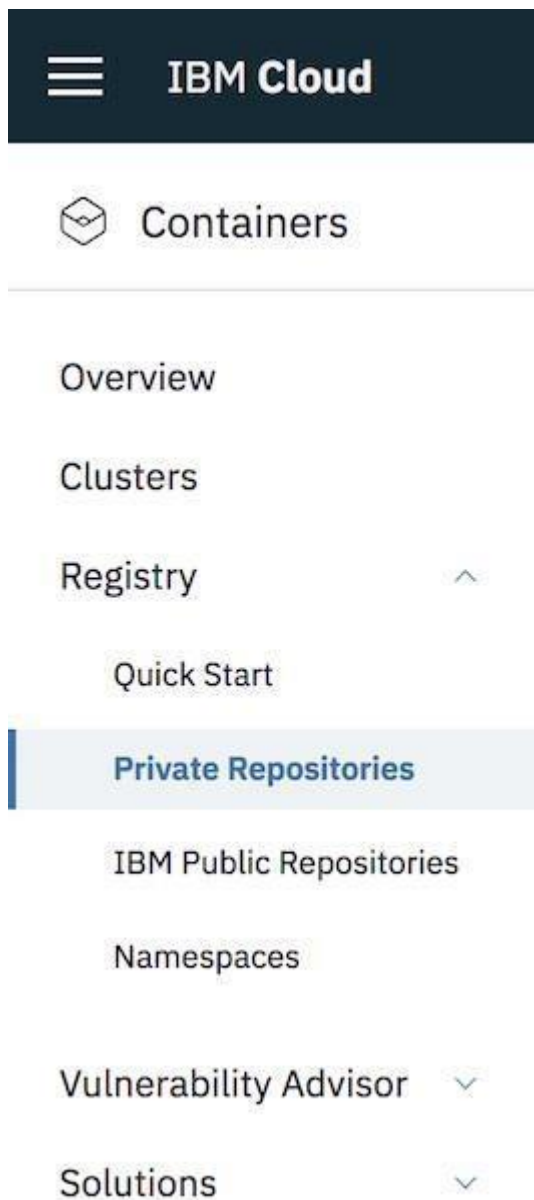 IBM Cloud
Containers
Overview
Clusters
Registry
Quick Start
Private Repositories
IBM Public Repositories
Namespaces
Vulnerability Advisor
Solutions